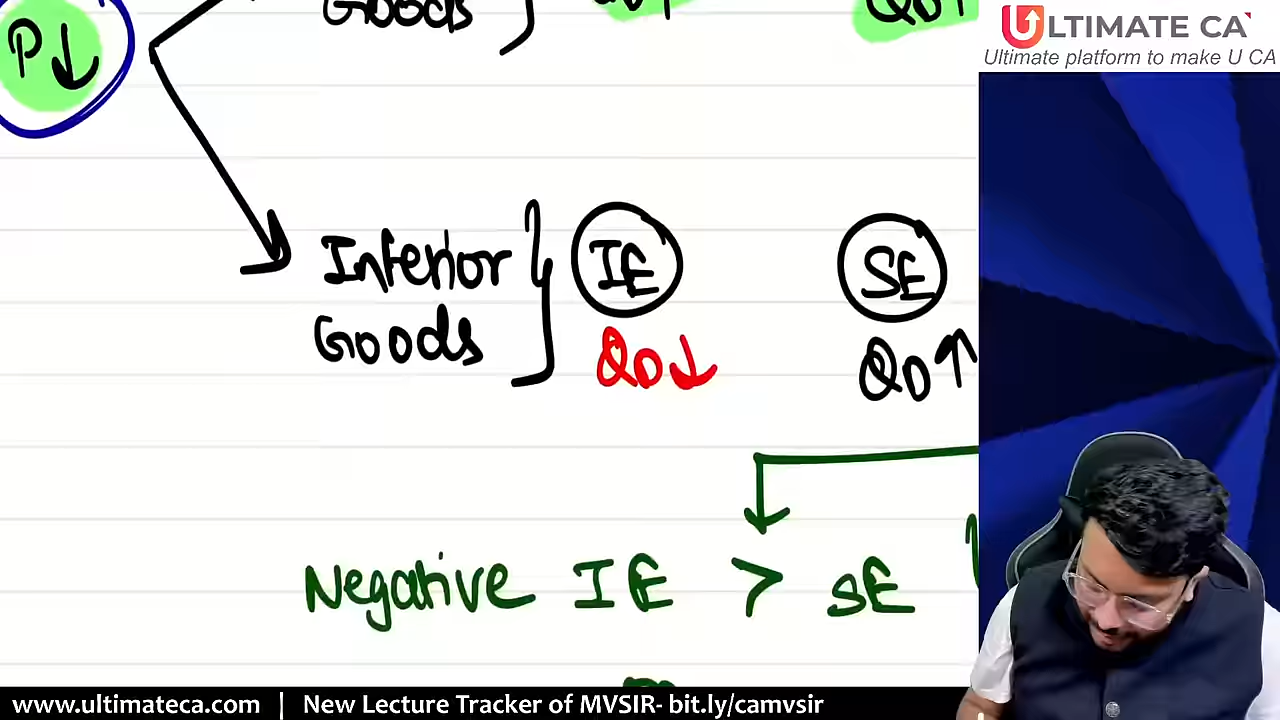 ULTIMATE CA
Ultimate platform to make U CA
P↓
Goods
QD↑
Inferior
Goods
IE
SE
QD↓
QD↑
Negative IE > SE
www.ultimateca.com | New Lecture Tracker of MVSIR- bit.ly/camvsir